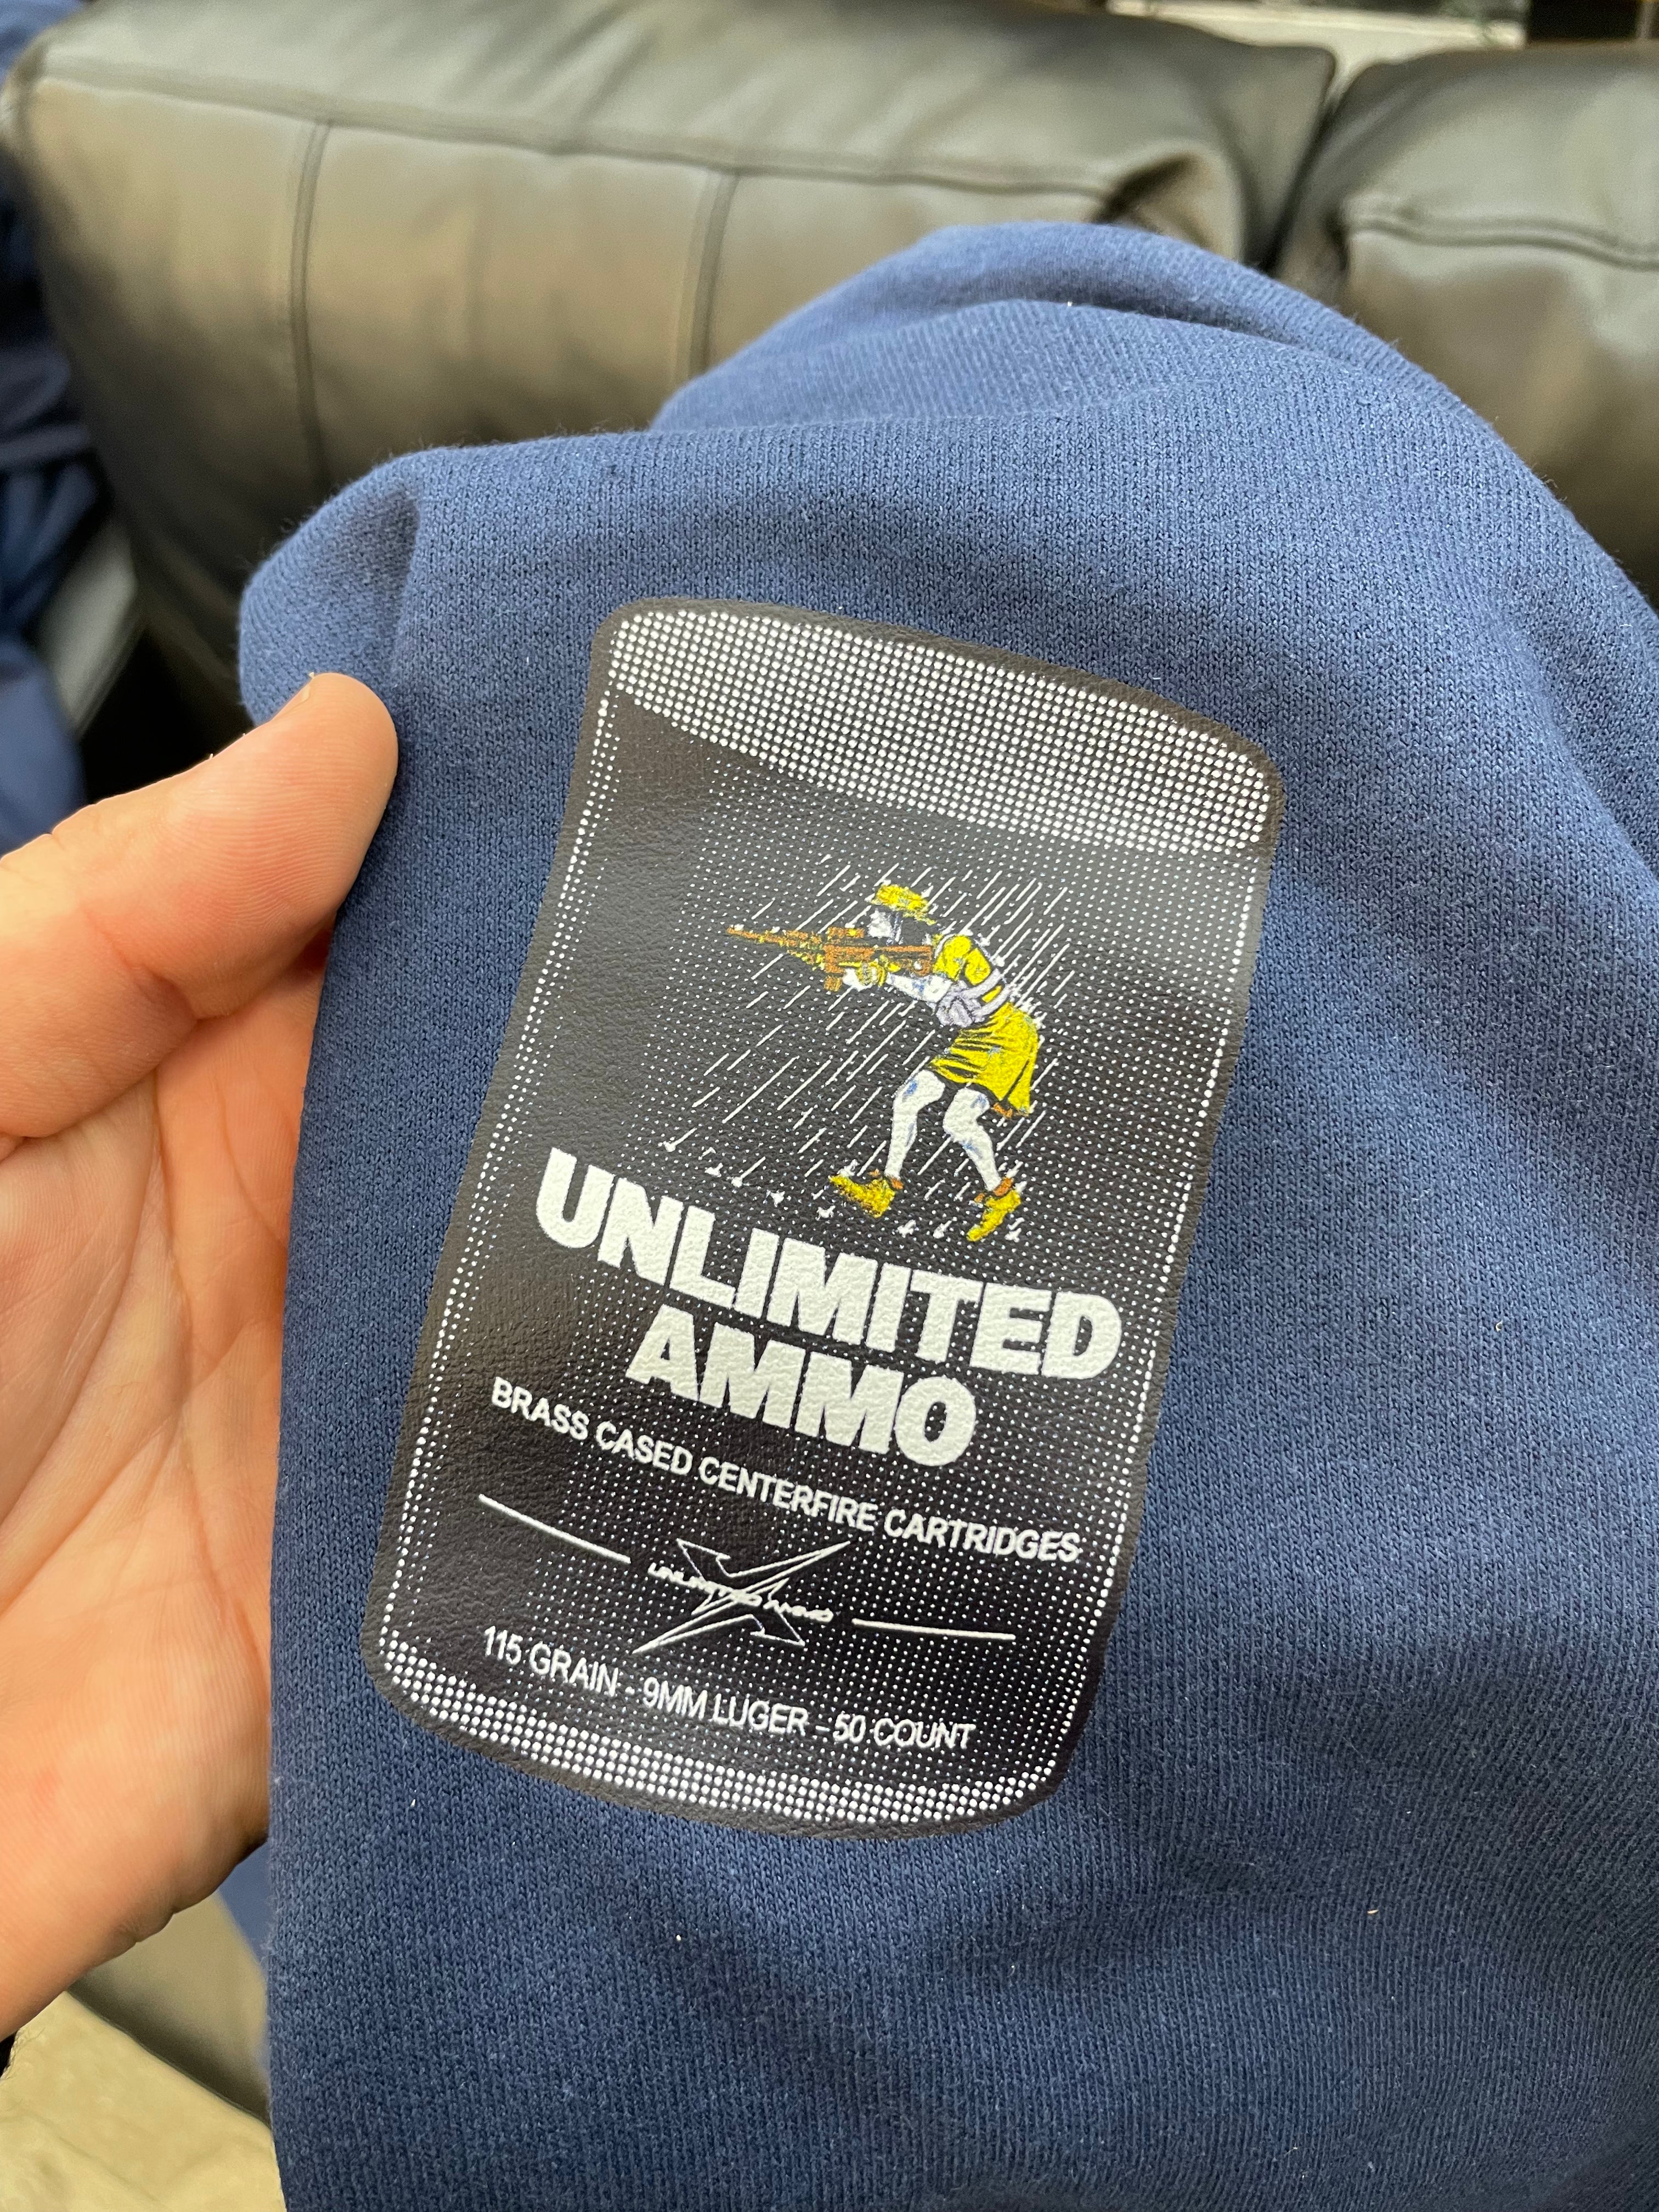 UNLIMITED
AMMO
BRASS CASED CENTERFIRE CARTRIDGES
UNLIMITED AMMO
115 GRAIN - 9MM LUGER - 50 COUNT